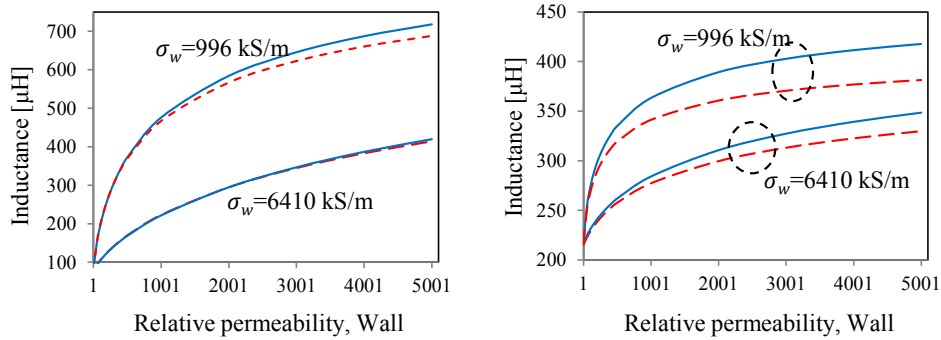 700
600
500
400
300
200
100
Inductance [µH]
σw=996 kS/m
σw=6410 kS/m
1 1001 2001 3001 4001 5001
Relative permeability, Wall
450
400
350
300
250
200
Inductance [µH]
σw=996 kS/m
σw=6410 kS/m
1 1001 2001 3001 4001 5001
Relative permeability, Wall